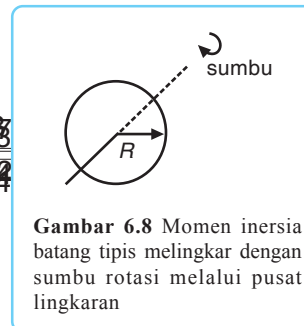 sumbu
R
Gambar 6.8 Momen inersia
batang tipis melingkar dengan
sumbu rotasi melalui pusat
lingkaran